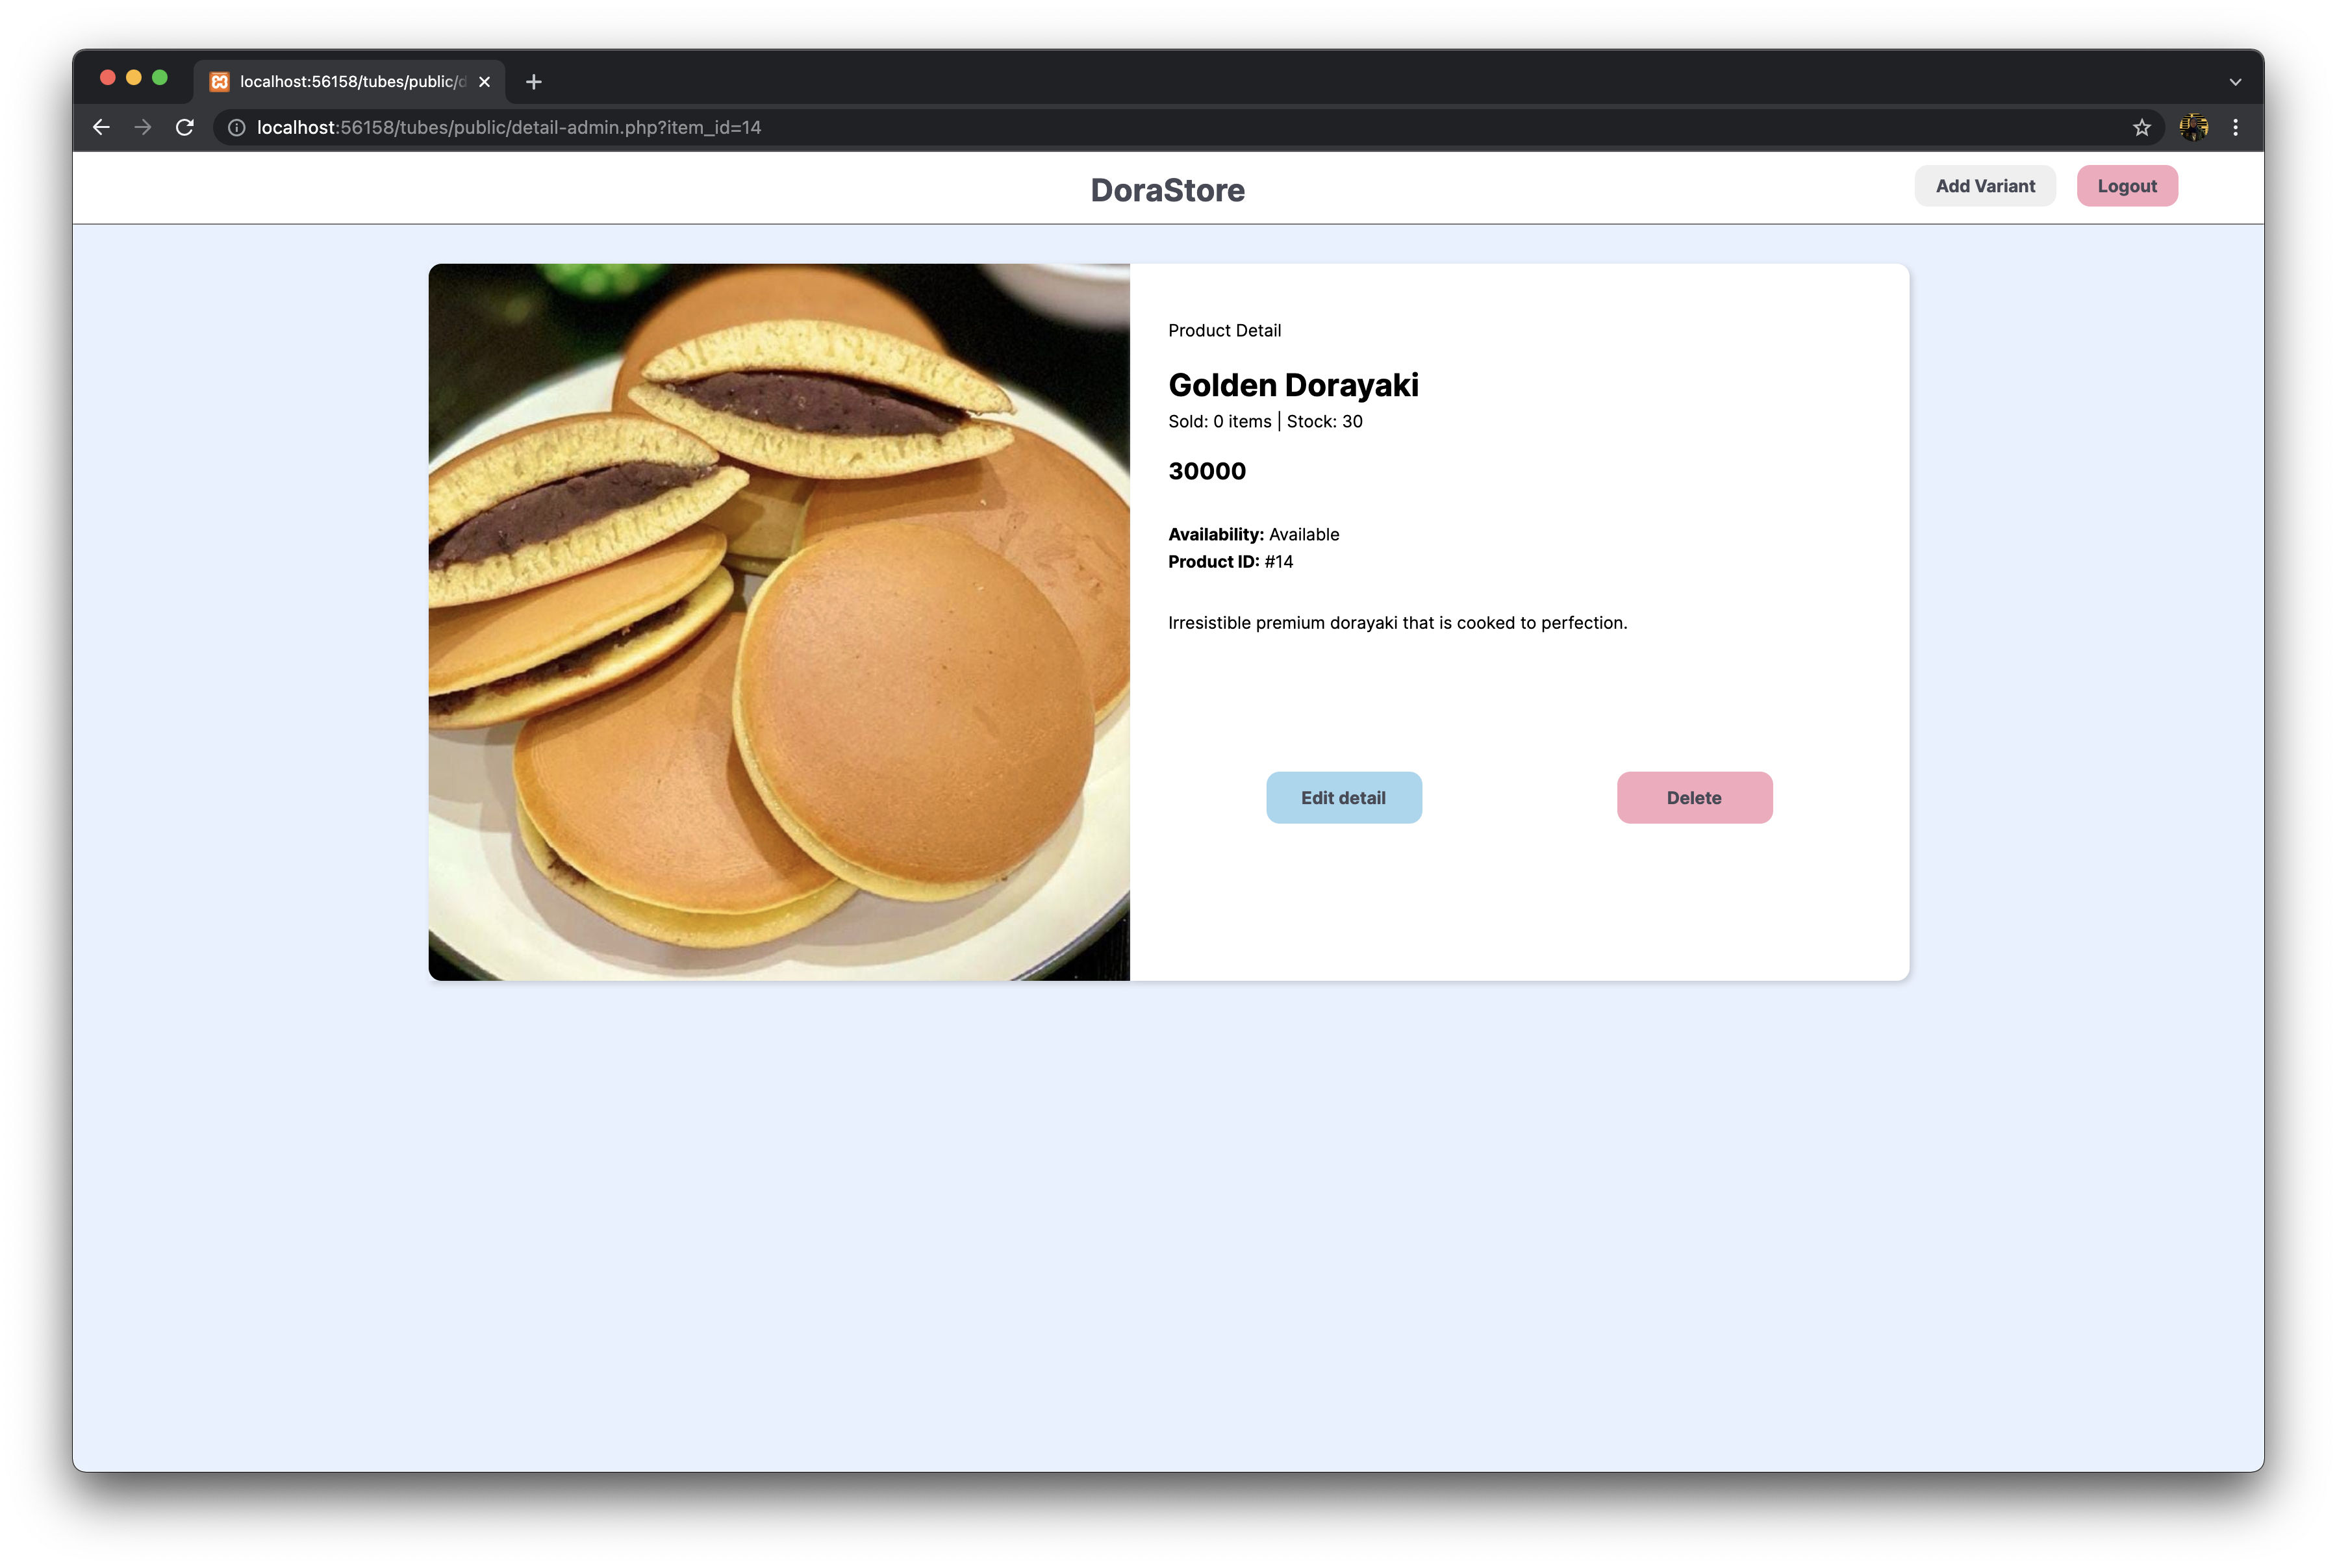 localhost:56158/tubes/public/d
localhost:56158/tubes/public/detail-admin.php?item_id=14
DoraStore
Add Variant
Logout
Product Detail
Golden Dorayaki
Sold: 0 items | Stock: 30
30000
Availability: Available
Product ID: #14
Irresistible premium dorayaki that is cooked to perfection.
Edit detail
Delete